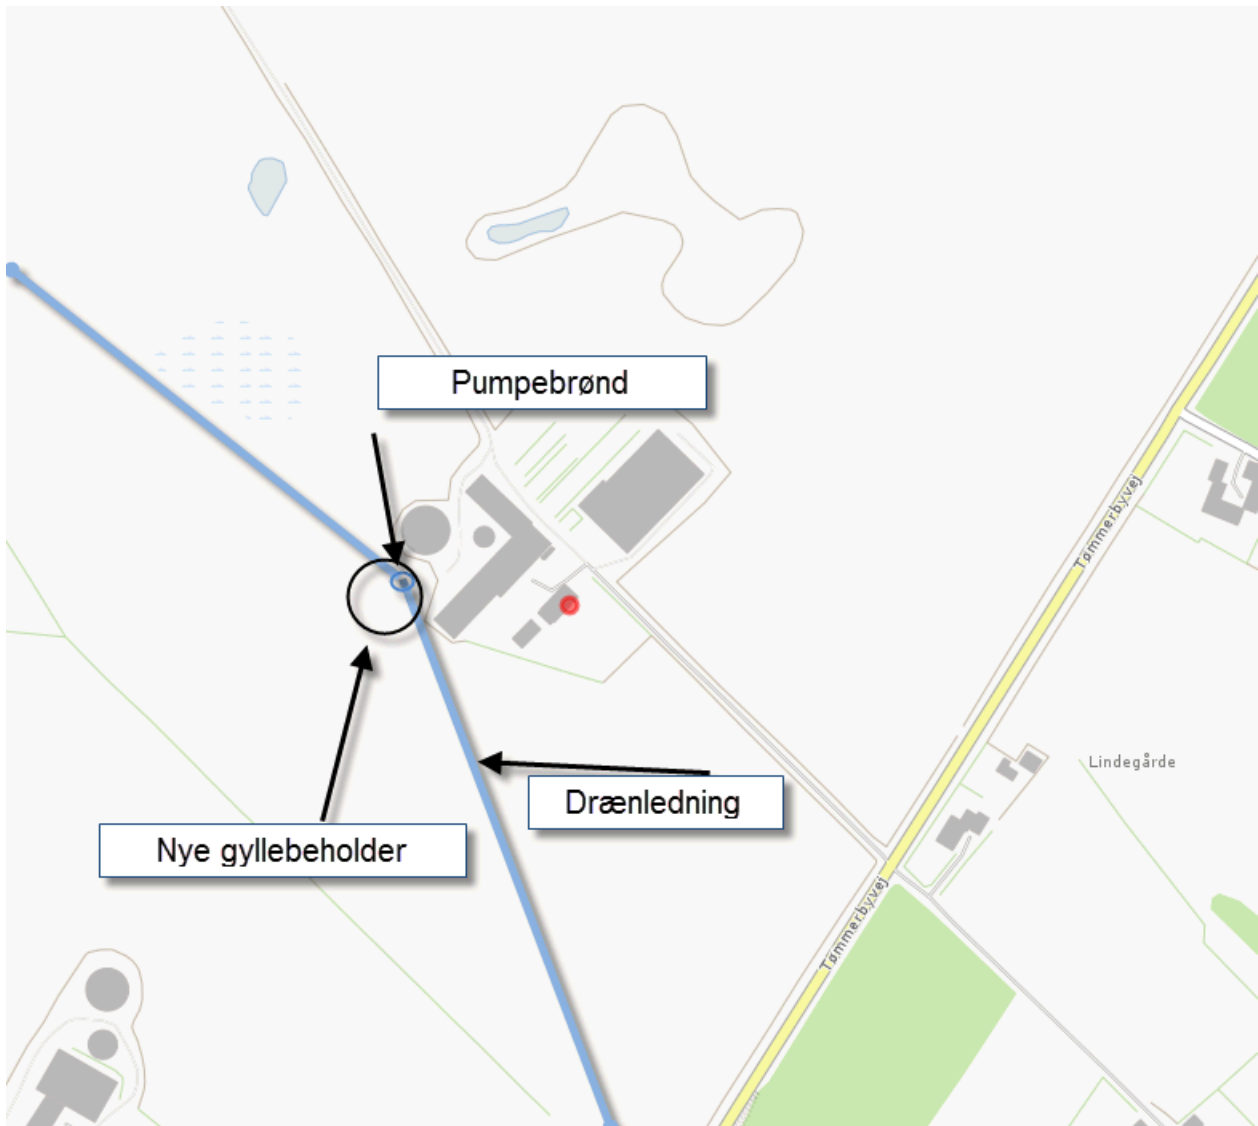 Pumpebrønd
Tømmerbyvej
Lindegårde
Drænledning
Nye gyllebeholder
Tømmerbyvej